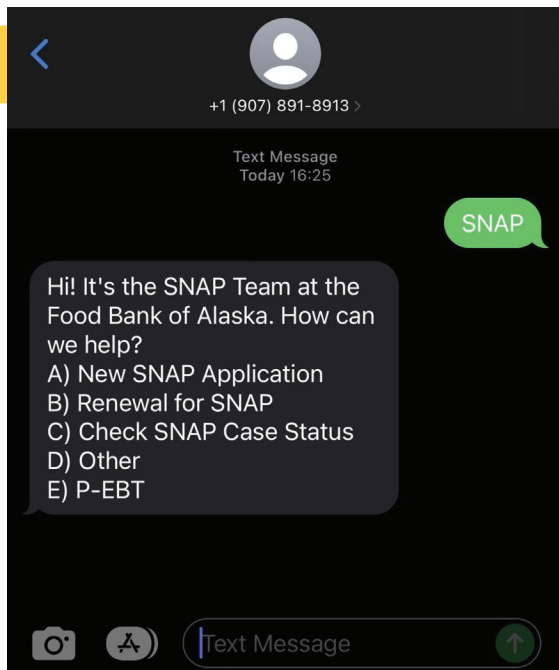 +1 (907) 891-8913
Text Message
Today 16:25
SNAP
Hi! It's the SNAP Team at the
Food Bank of Alaska. How can
we help?
A) New SNAP Application
B) Renewal for SNAP
C) Check SNAP Case Status
D) Other
E) P-EBT
Text Message